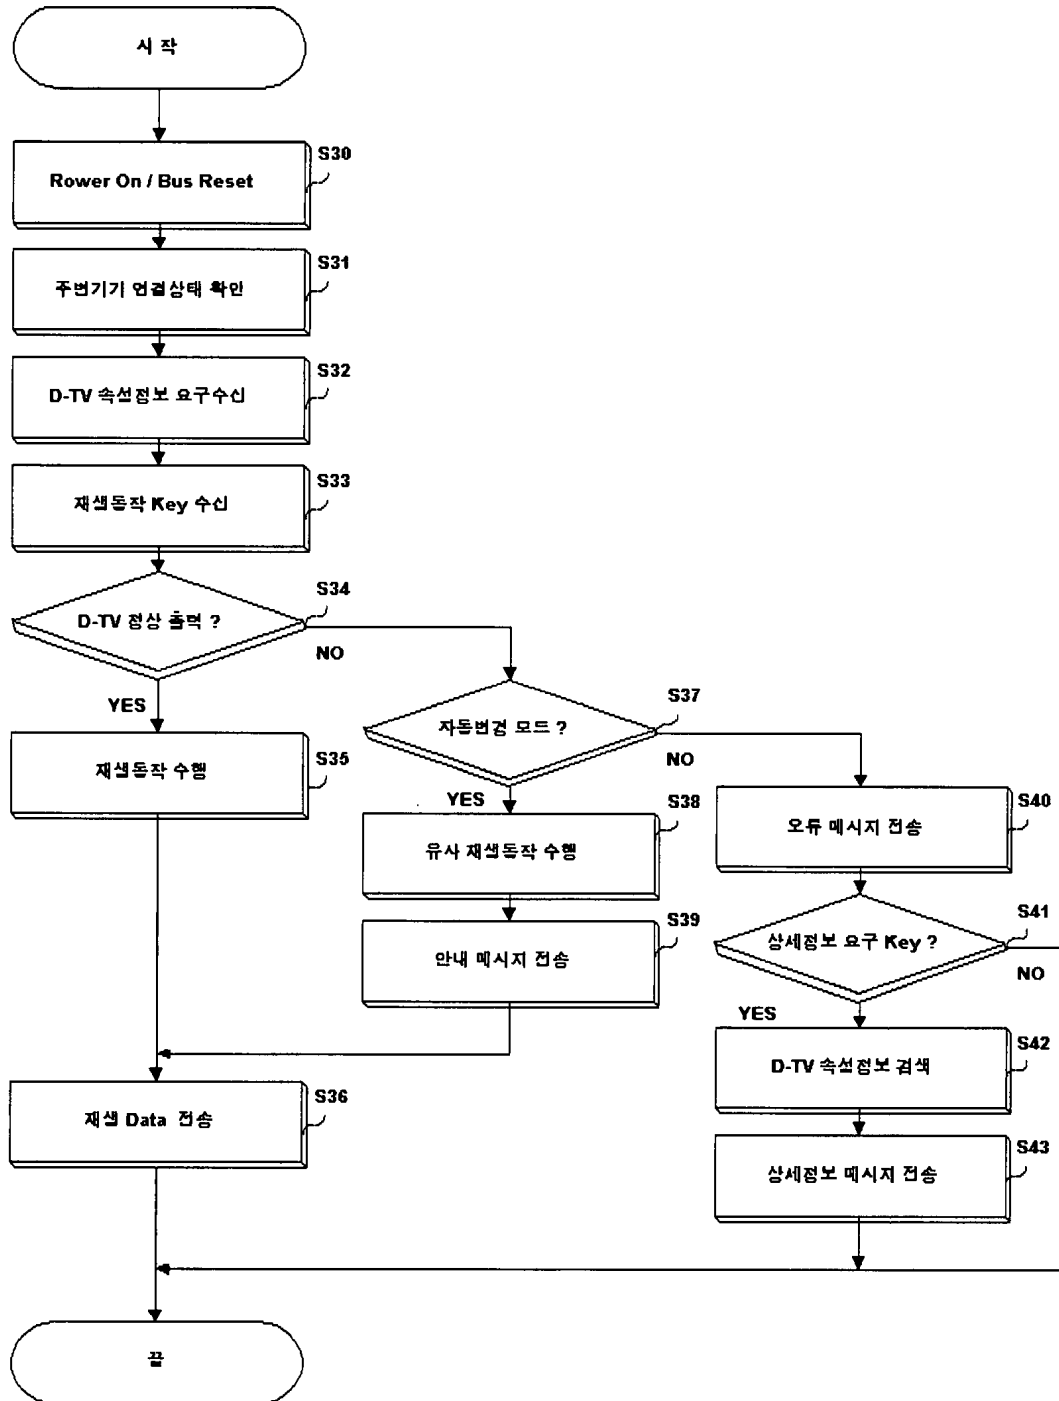 시 작
S30
Rower On / Bus Reset
S31
주변기기 연결상태 확인
S32
D-TV 속성정보 요구수신
S33
재생동작 Key 수신
S34
D-TV 정상 출력 ?
NO
YES
S37
자동변경 모드 ?
NO
YES
S35
재생동작 수행
S38
유사 재생동작 수행
S40
오류 메시지 전송
S39
안내 메시지 전송
S41
상세정보 요구 Key ?
NO
YES
S42
D-TV 속성정보 검색
S36
재생 Data 전송
S43
상세정보 메시지 전송
끝